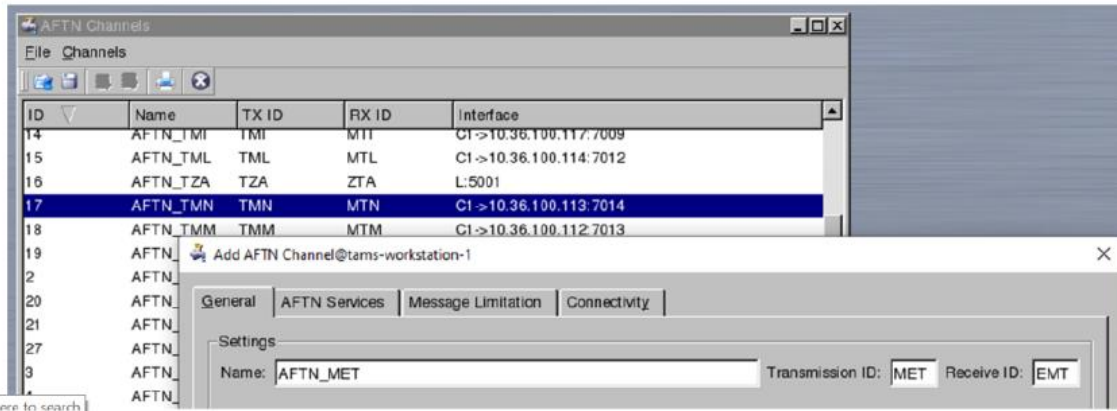 AFTN Channels
File Channels
ID Name TX ID RX ID Interface
14 AFTN_TMI TMI MTI C1->10.36.100.117:7009
15 AFTN_TML TML MTL C1->10.36.100.114:7012
16 AFTN_TZA TZA ZTA L:5001
17 AFTN_TMN TMN MTN C1->10.36.100.113:7014
18 AFTN_TMM TMM MTM C1->10.36.100.112:7013
19 AFTN_
Add AFTN Channel@tams-workstation-1
2 AFTN_
20 AFTN_
General AFTN Services Message Limitation Connectivity
21 AFTN_
27 AFTN_
Settings
3 AFTN_
Name: AFTN_MET Transmission ID: MET Receive ID: EMT
AFTN_
ere to search